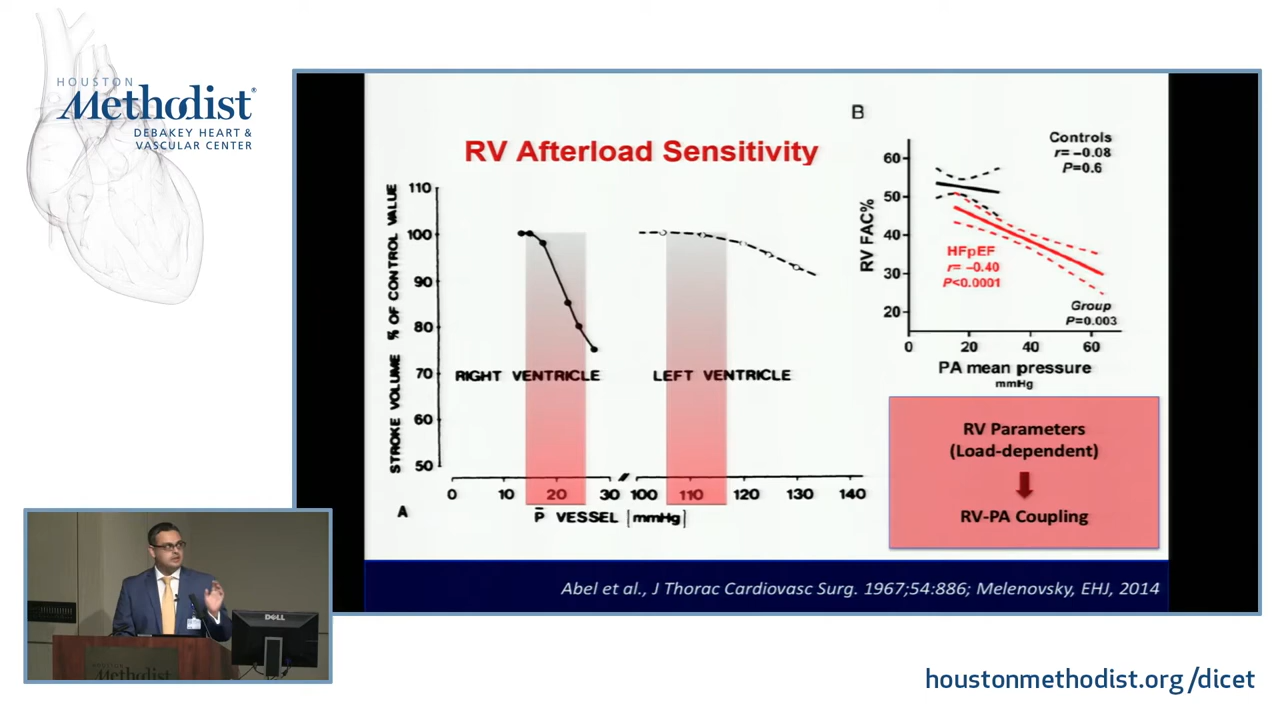 HOUSTON
Methodist®
DEBAKEY HEART &
VASCULAR CENTER
RV Afterload Sensitivity
STROKE VOLUME % OF CONTROL VALUE
110
100
90
80
70
60
50
RIGHT VENTRICLE
LEFT VENTRICLE
0 10 20 30 100 110 120 130 140
A
P̄ VESSEL [mmHg]
B
Controls
r= −0.08
P=0.6
RV FAC%
60
50
40
30
20
HFpEF
r= −0.40
P<0.0001
Group
P=0.003
0 20 40 60
PA mean pressure
mmHg
RV Parameters
(Load-dependent)
RV-PA Coupling
Abel et al., J Thorac Cardiovasc Surg. 1967;54:886; Melenovsky, EHJ, 2014
DELL
HOUSTON
Methodist
houstonmethodist.org/dicet